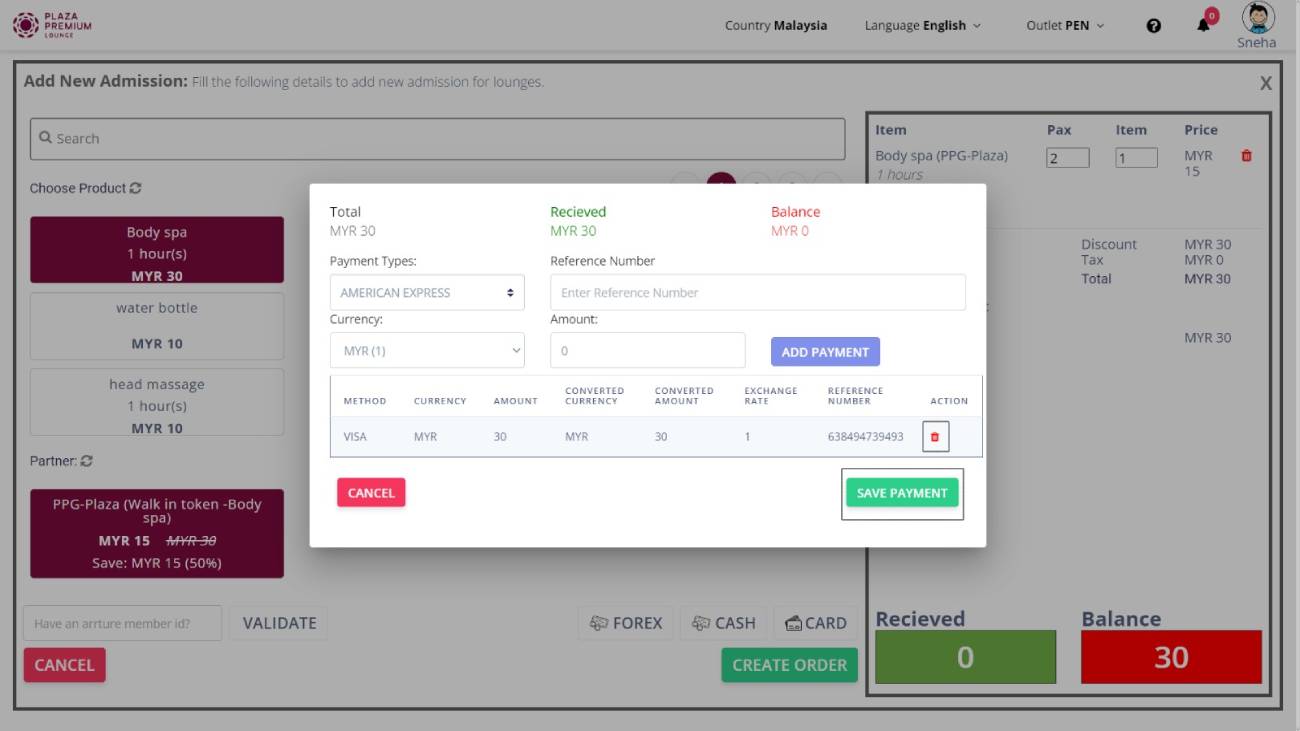 PLAZA
PREMIUM
LOUNGE
Country Malaysia
Language English
Outlet PEN
0
Sneha
Add New Admission: Fill the following details to add new admission for lounges.
X
Search
Choose Product
Body spa
1 hour(s)
MYR 30
water bottle
MYR 10
head massage
1 hour(s)
MYR 10
Partner:
PPG-Plaza (Walk in token -Body
spa)
MYR 15 MYR 30
Save: MYR 15 (50%)
Have an arrture member id?
VALIDATE
FOREX
CASH
CARD
CANCEL
CREATE ORDER
Total
MYR 30
Recieved
MYR 30
Balance
MYR 0
Payment Types:
AMERICAN EXPRESS
Reference Number
Enter Reference Number
Currency:
MYR (1)
Amount:
0
ADD PAYMENT
METHOD CURRENCY AMOUNT CONVERTED CURRENCY CONVERTED AMOUNT EXCHANGE RATE REFERENCE NUMBER ACTION
VISA MYR 30 MYR 30 1 638494739493
CANCEL
SAVE PAYMENT
Item Pax Item Price
Body spa (PPG-Plaza) 2 1 MYR 15
1 hours
Discount MYR 30
Tax MYR 0
Total MYR 30
MYR 30
Recieved
0
Balance
30